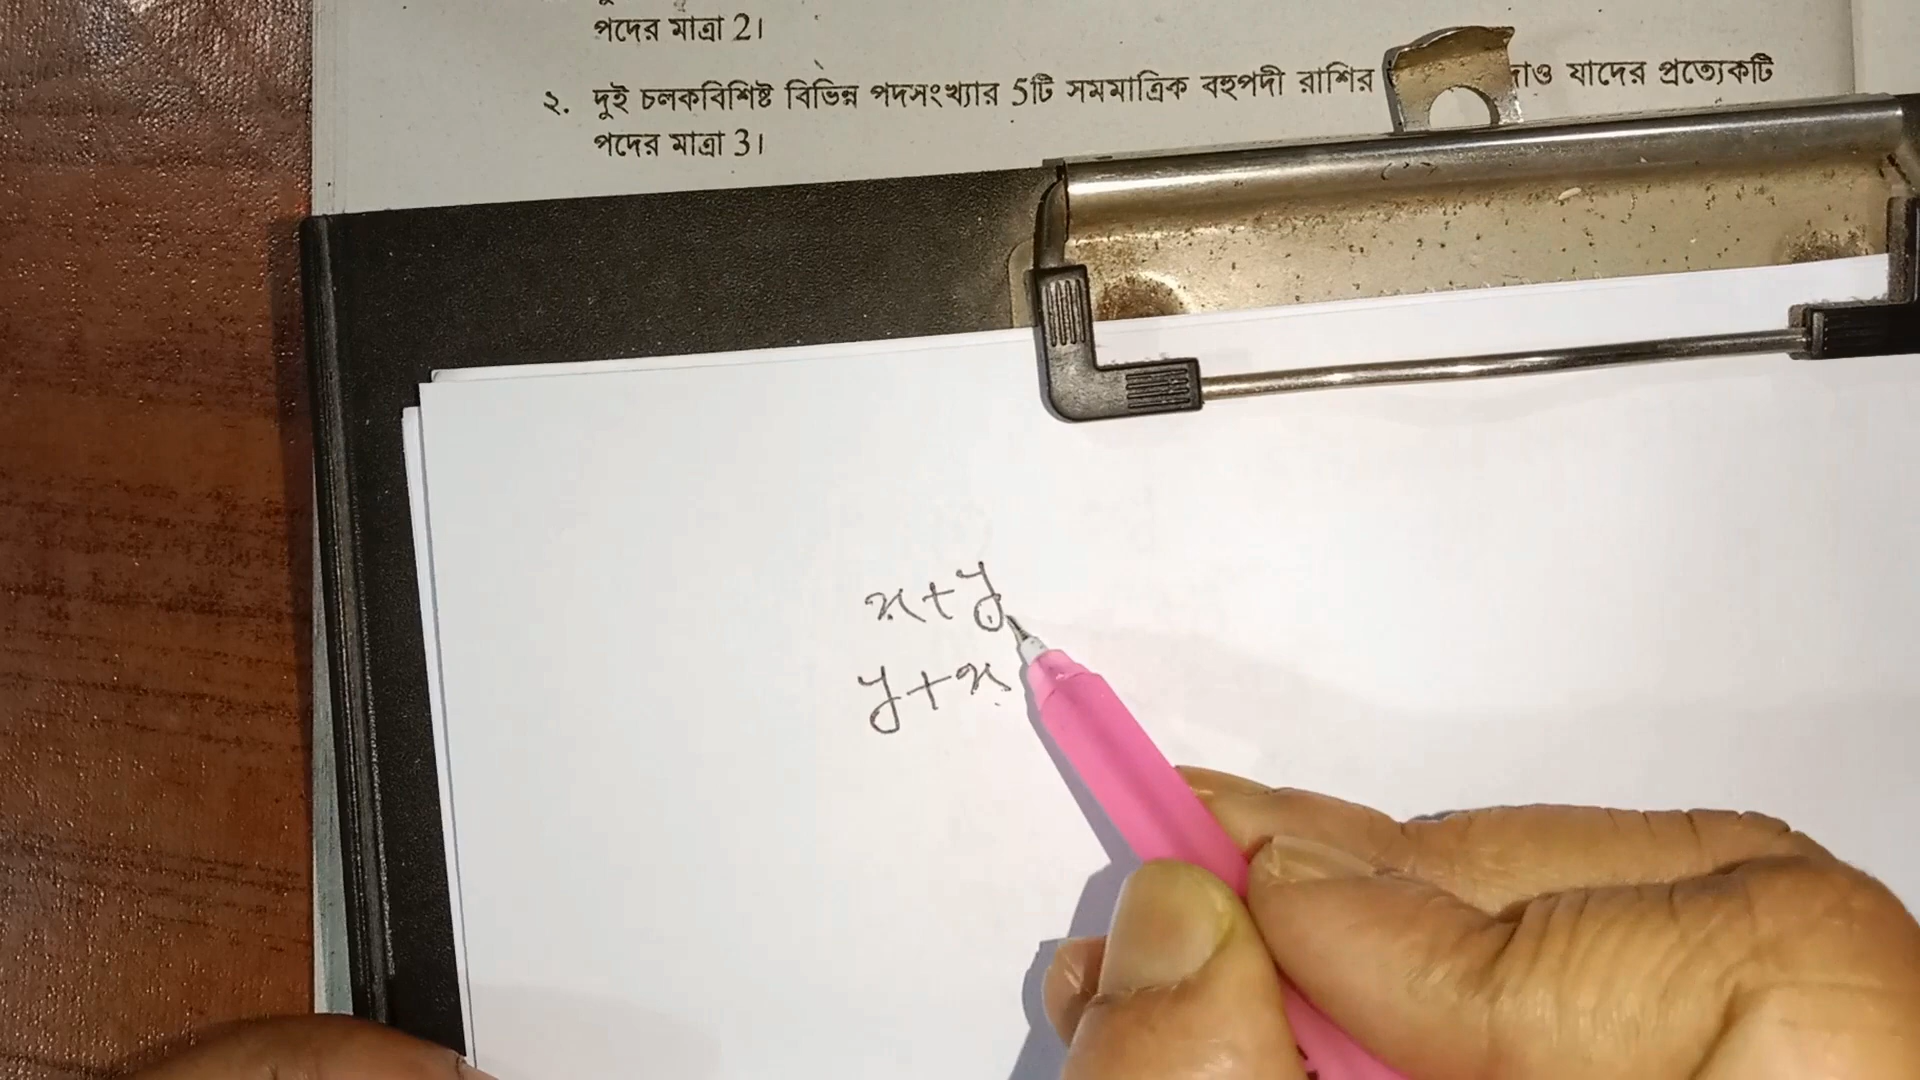 পদের মাত্রা 2।
২. দুই চলকবিশিষ্ট বিভিন্ন পদসংখ্যার 5টি সমমাত্রিক বহুপদী রাশির যাদের প্রত্যেকটি
পদের মাত্রা 3।
x+y
y+x